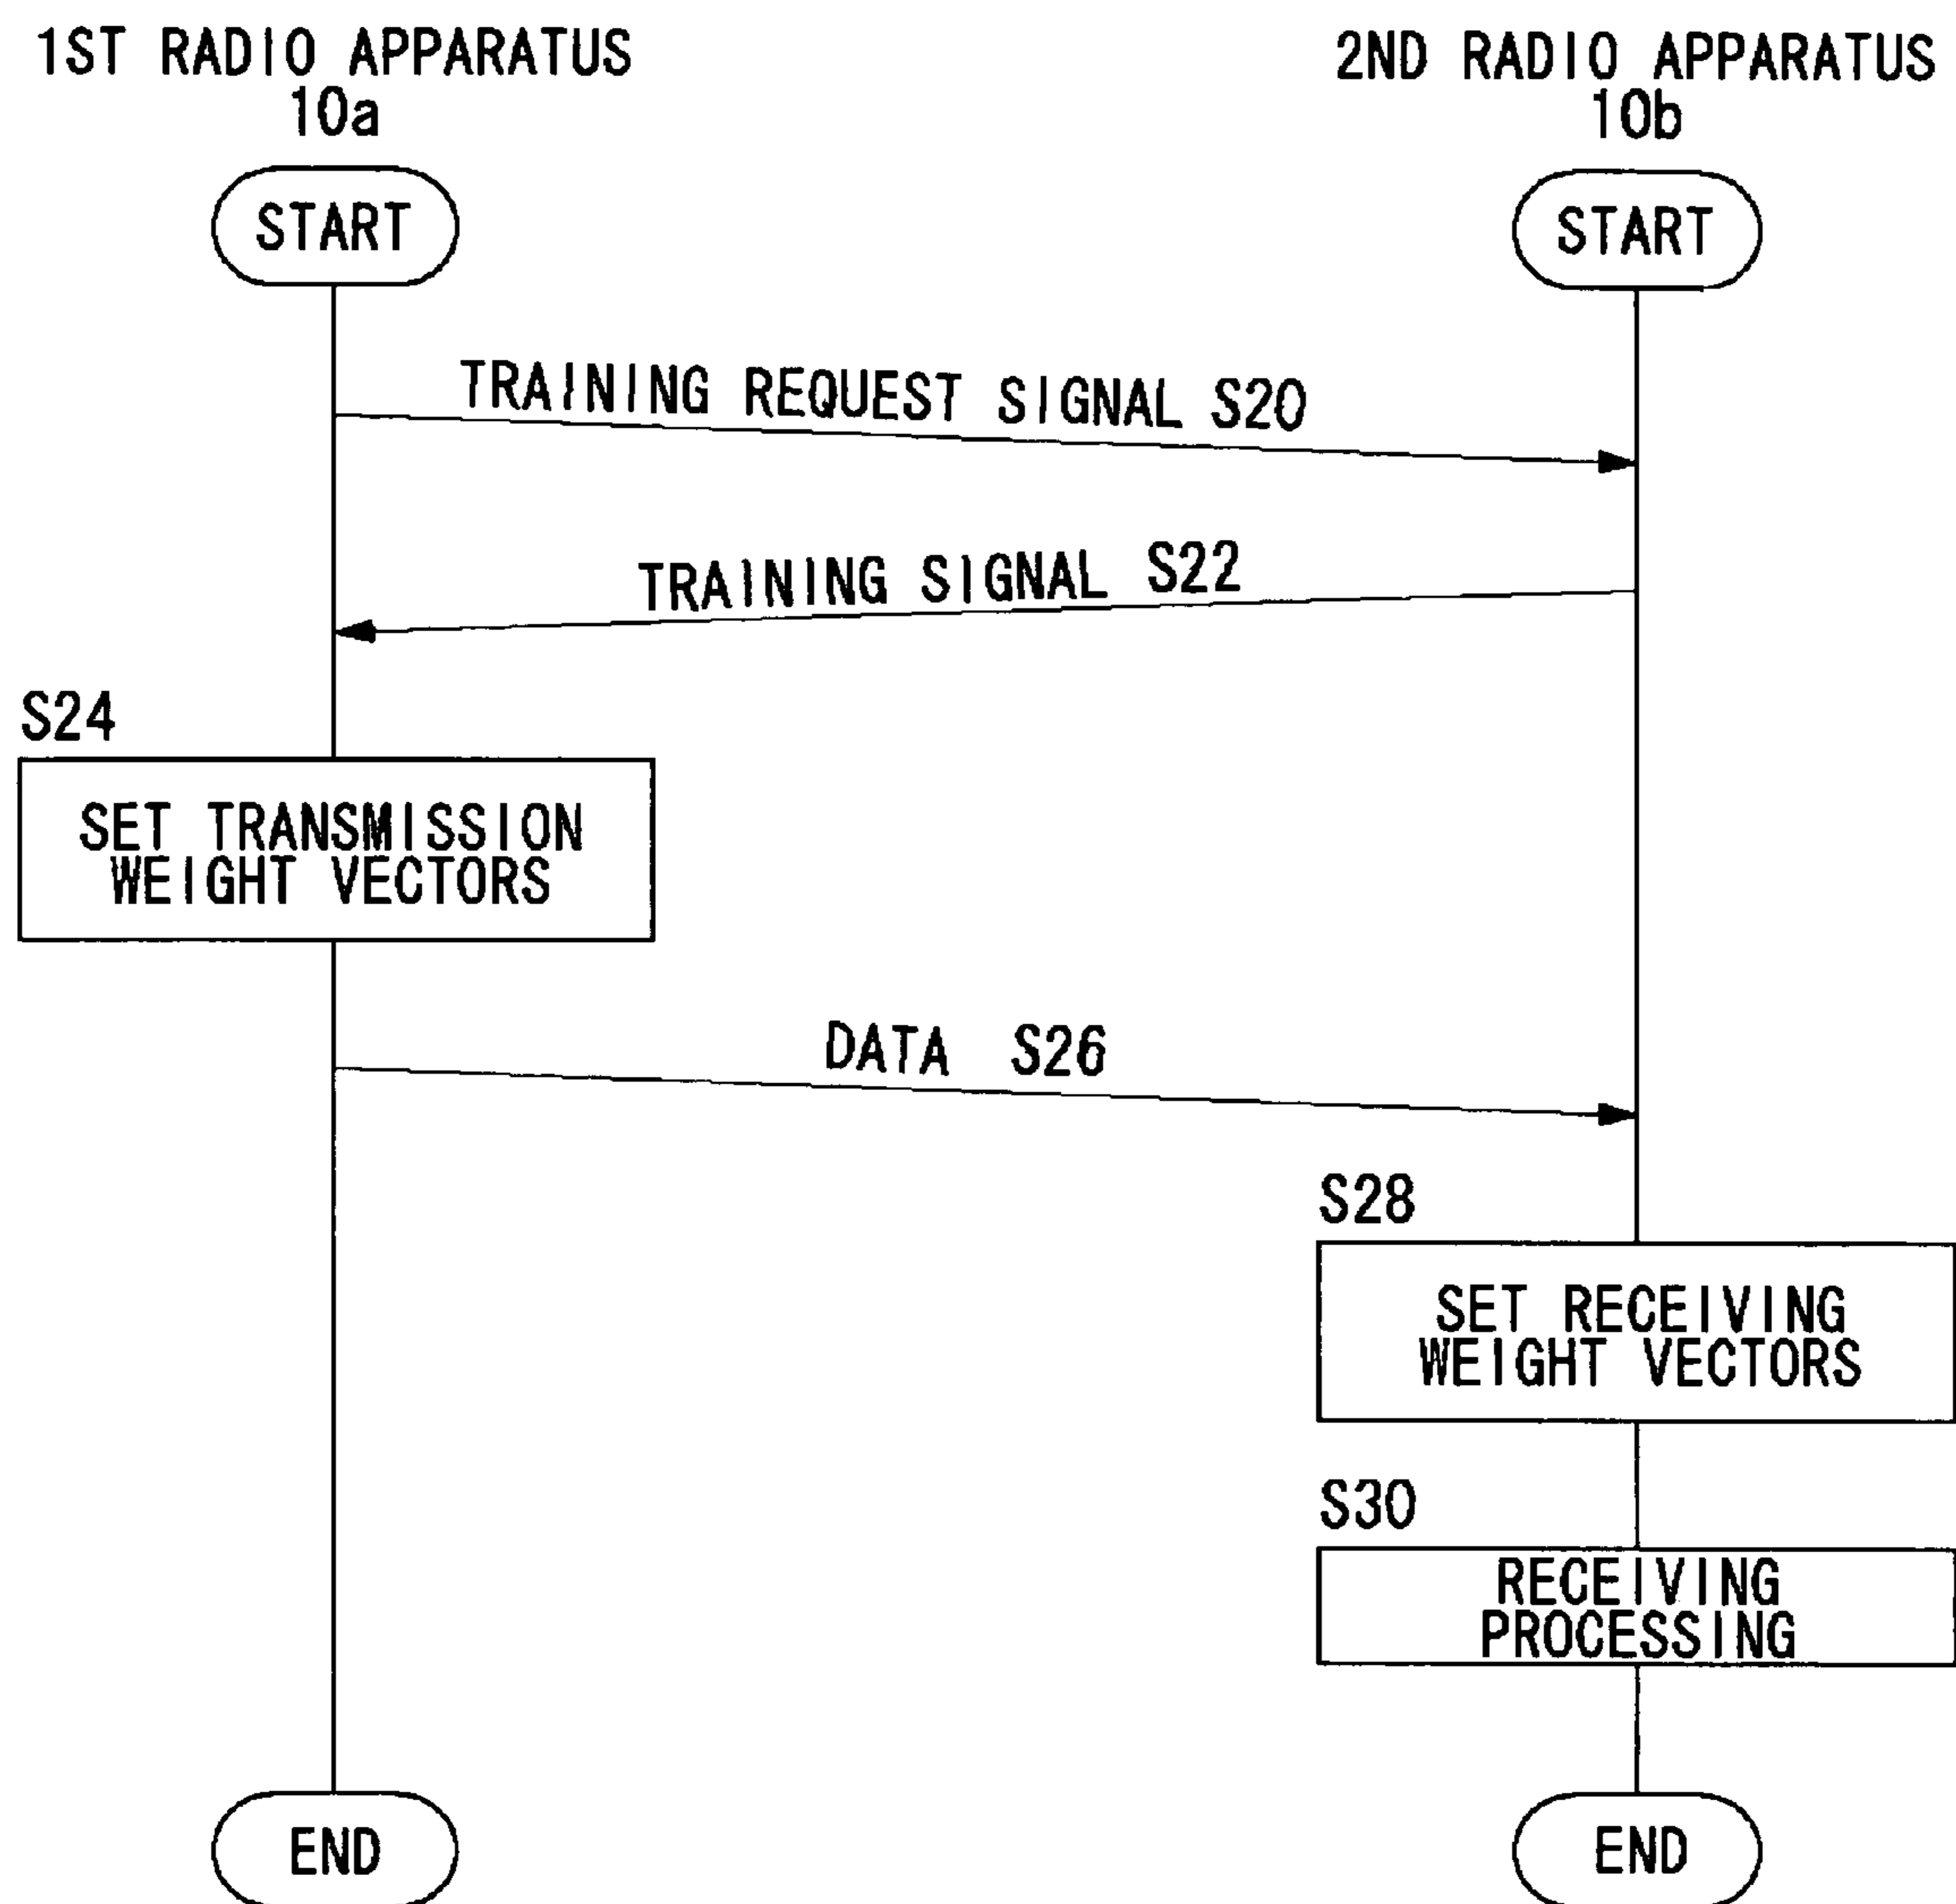 1ST RADIO APPARATUS
10a
2ND RADIO APPARATUS
10b
START
START
TRAINING REQUEST SIGNAL S20
TRAINING SIGNAL S22
S24
SET TRANSMISSION
WEIGHT VECTORS
DATA S26
S28
SET RECEIVING
WEIGHT VECTORS
S30
RECEIVING
PROCESSING
END
END